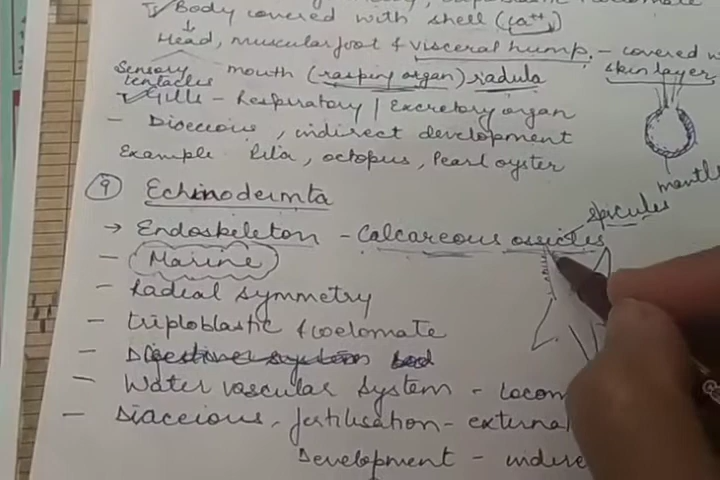 Body covered with shell (Ca++)
Head, muscular foot & visceral hump. - covered
Sensory tentacles mouth (rasping organ) radula
skin layer
Gills - Respiratory / Excretory organ
- Dioecious, indirect development
Example Pila, octopus, Pearl oyster
mantle
9 Echinodermta
spicules
→ Endoskeleton - Calcareous ossicles
- Marine
- Radial symmetry
- triploblastic & coelomate
- Digestive system
- Water vascular system - Locom
- Diaceious, fertilisation - external
Development - indire